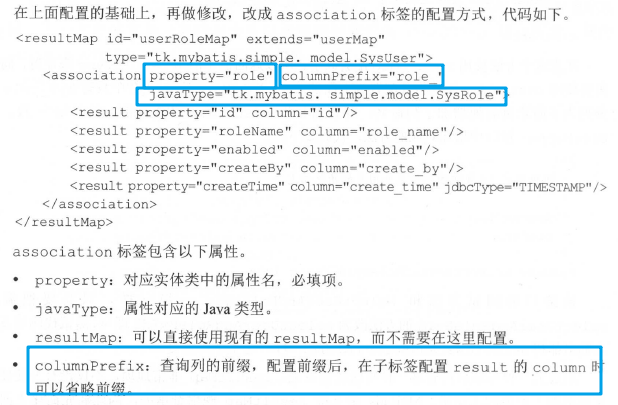 在上面配置的基础上，再做修改，改成 association 标签的配置方式，代码如下。
<resultMap id="userRoleMap" extends="userMap"
type="tk.mybatis.simple. model.SysUser">
<association property="role" columnPrefix="role_"
javaType="tk.mybatis. simple.model.SysRole">
<result property="id" column="id"/>
<result property="roleName" column="role_name"/>
<result property="enabled" column="enabled"/>
<result property="createBy" column="create_by"/>
<result property="createTime" column="create_time" jdbcType="TIMESTAMP"/>
</association>
</resultMap>
association 标签包含以下属性。
• property：对应实体类中的属性名，必填项。
• javaType：属性对应的 Java 类型。
• resultMap：可以直接使用现有的 resultMap，而不需要在这里配置。
• columnPrefix：查询列的前缀，配置前缀后，在子标签配置 result 的 column 时
可以省略前缀。